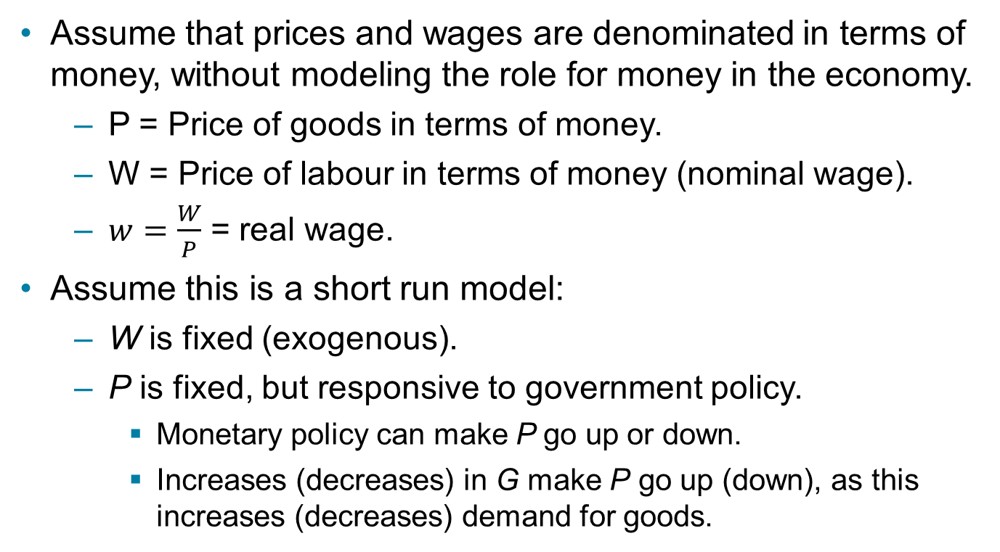 • Assume that prices and wages are denominated in terms of
money, without modeling the role for money in the economy.
– P = Price of goods in terms of money.
– W = Price of labour in terms of money (nominal wage).
– w = W/P = real wage.
• Assume this is a short run model:
– W is fixed (exogenous).
– P is fixed, but responsive to government policy.
▪ Monetary policy can make P go up or down.
▪ Increases (decreases) in G make P go up (down), as this
increases (decreases) demand for goods.